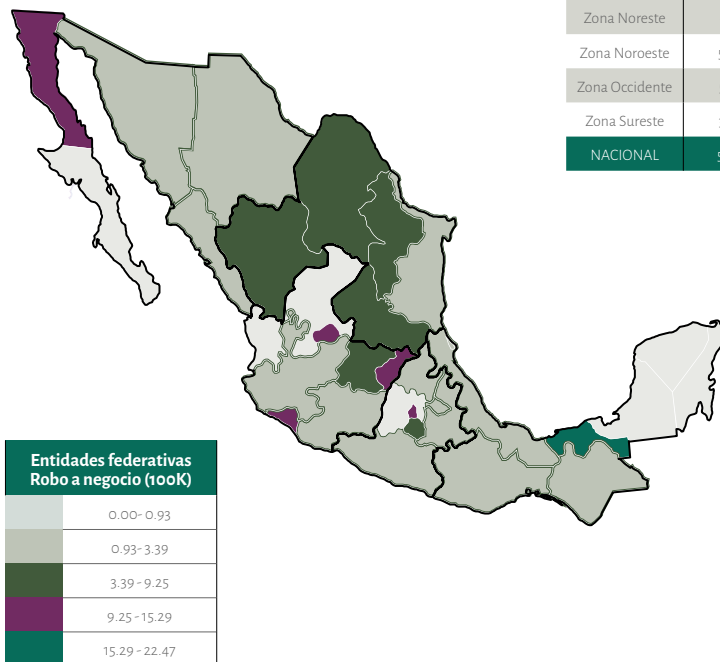 Zona Noreste
Zona Noroeste
Zona Occidente
Zona Sureste
NACIONAL
Entidades federativas
Robo a negocio (100K)
0.00-0.93
0.93-3.39
3.39-9.25
9.25-15.29
15.29-22.47